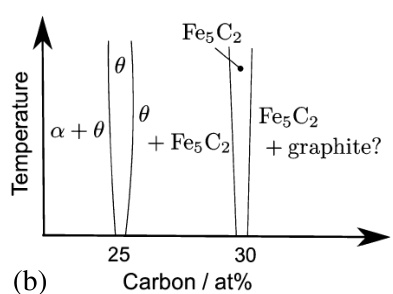 Fe₅C₂
θ
α + θ
θ
+ Fe₅C₂
Fe₅C₂
+ graphite?
Temperature
25
30
Carbon / at%
(b)